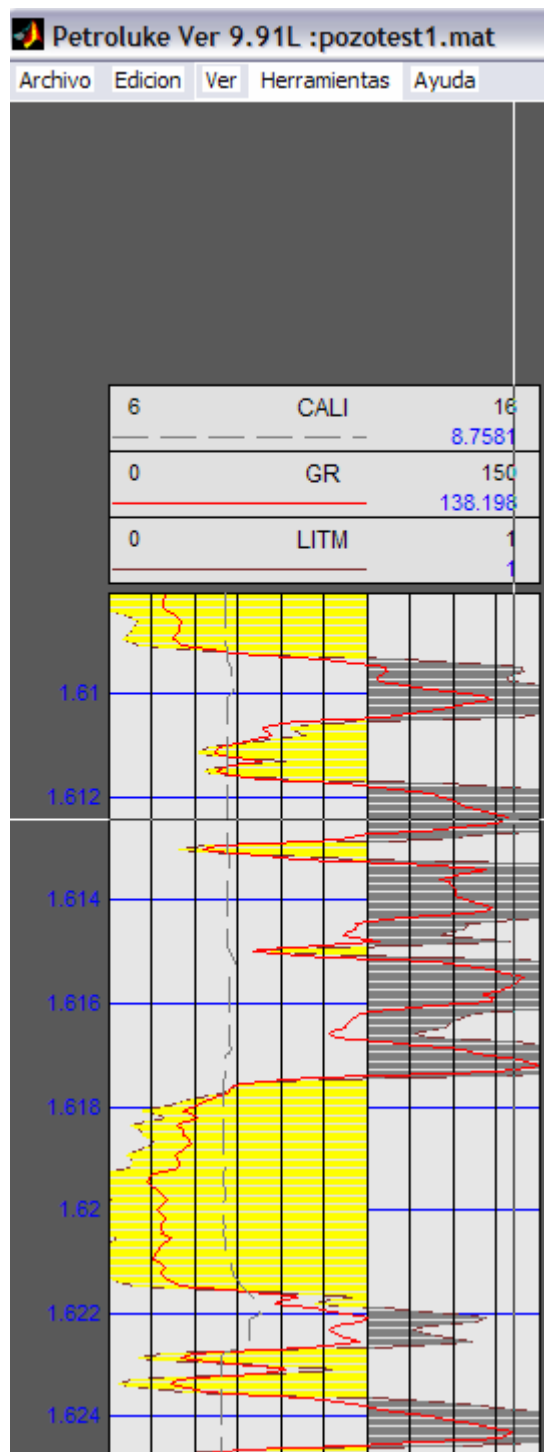 Petroluke Ver 9.91L :pozotest1.mat
Archivo Edicion Ver Herramientas Ayuda
6 CALI 16
8.7581
0 GR 150
138.198
0 LITM 1
1
1.61
1.612
1.614
1.616
1.618
1.62
1.622
1.624